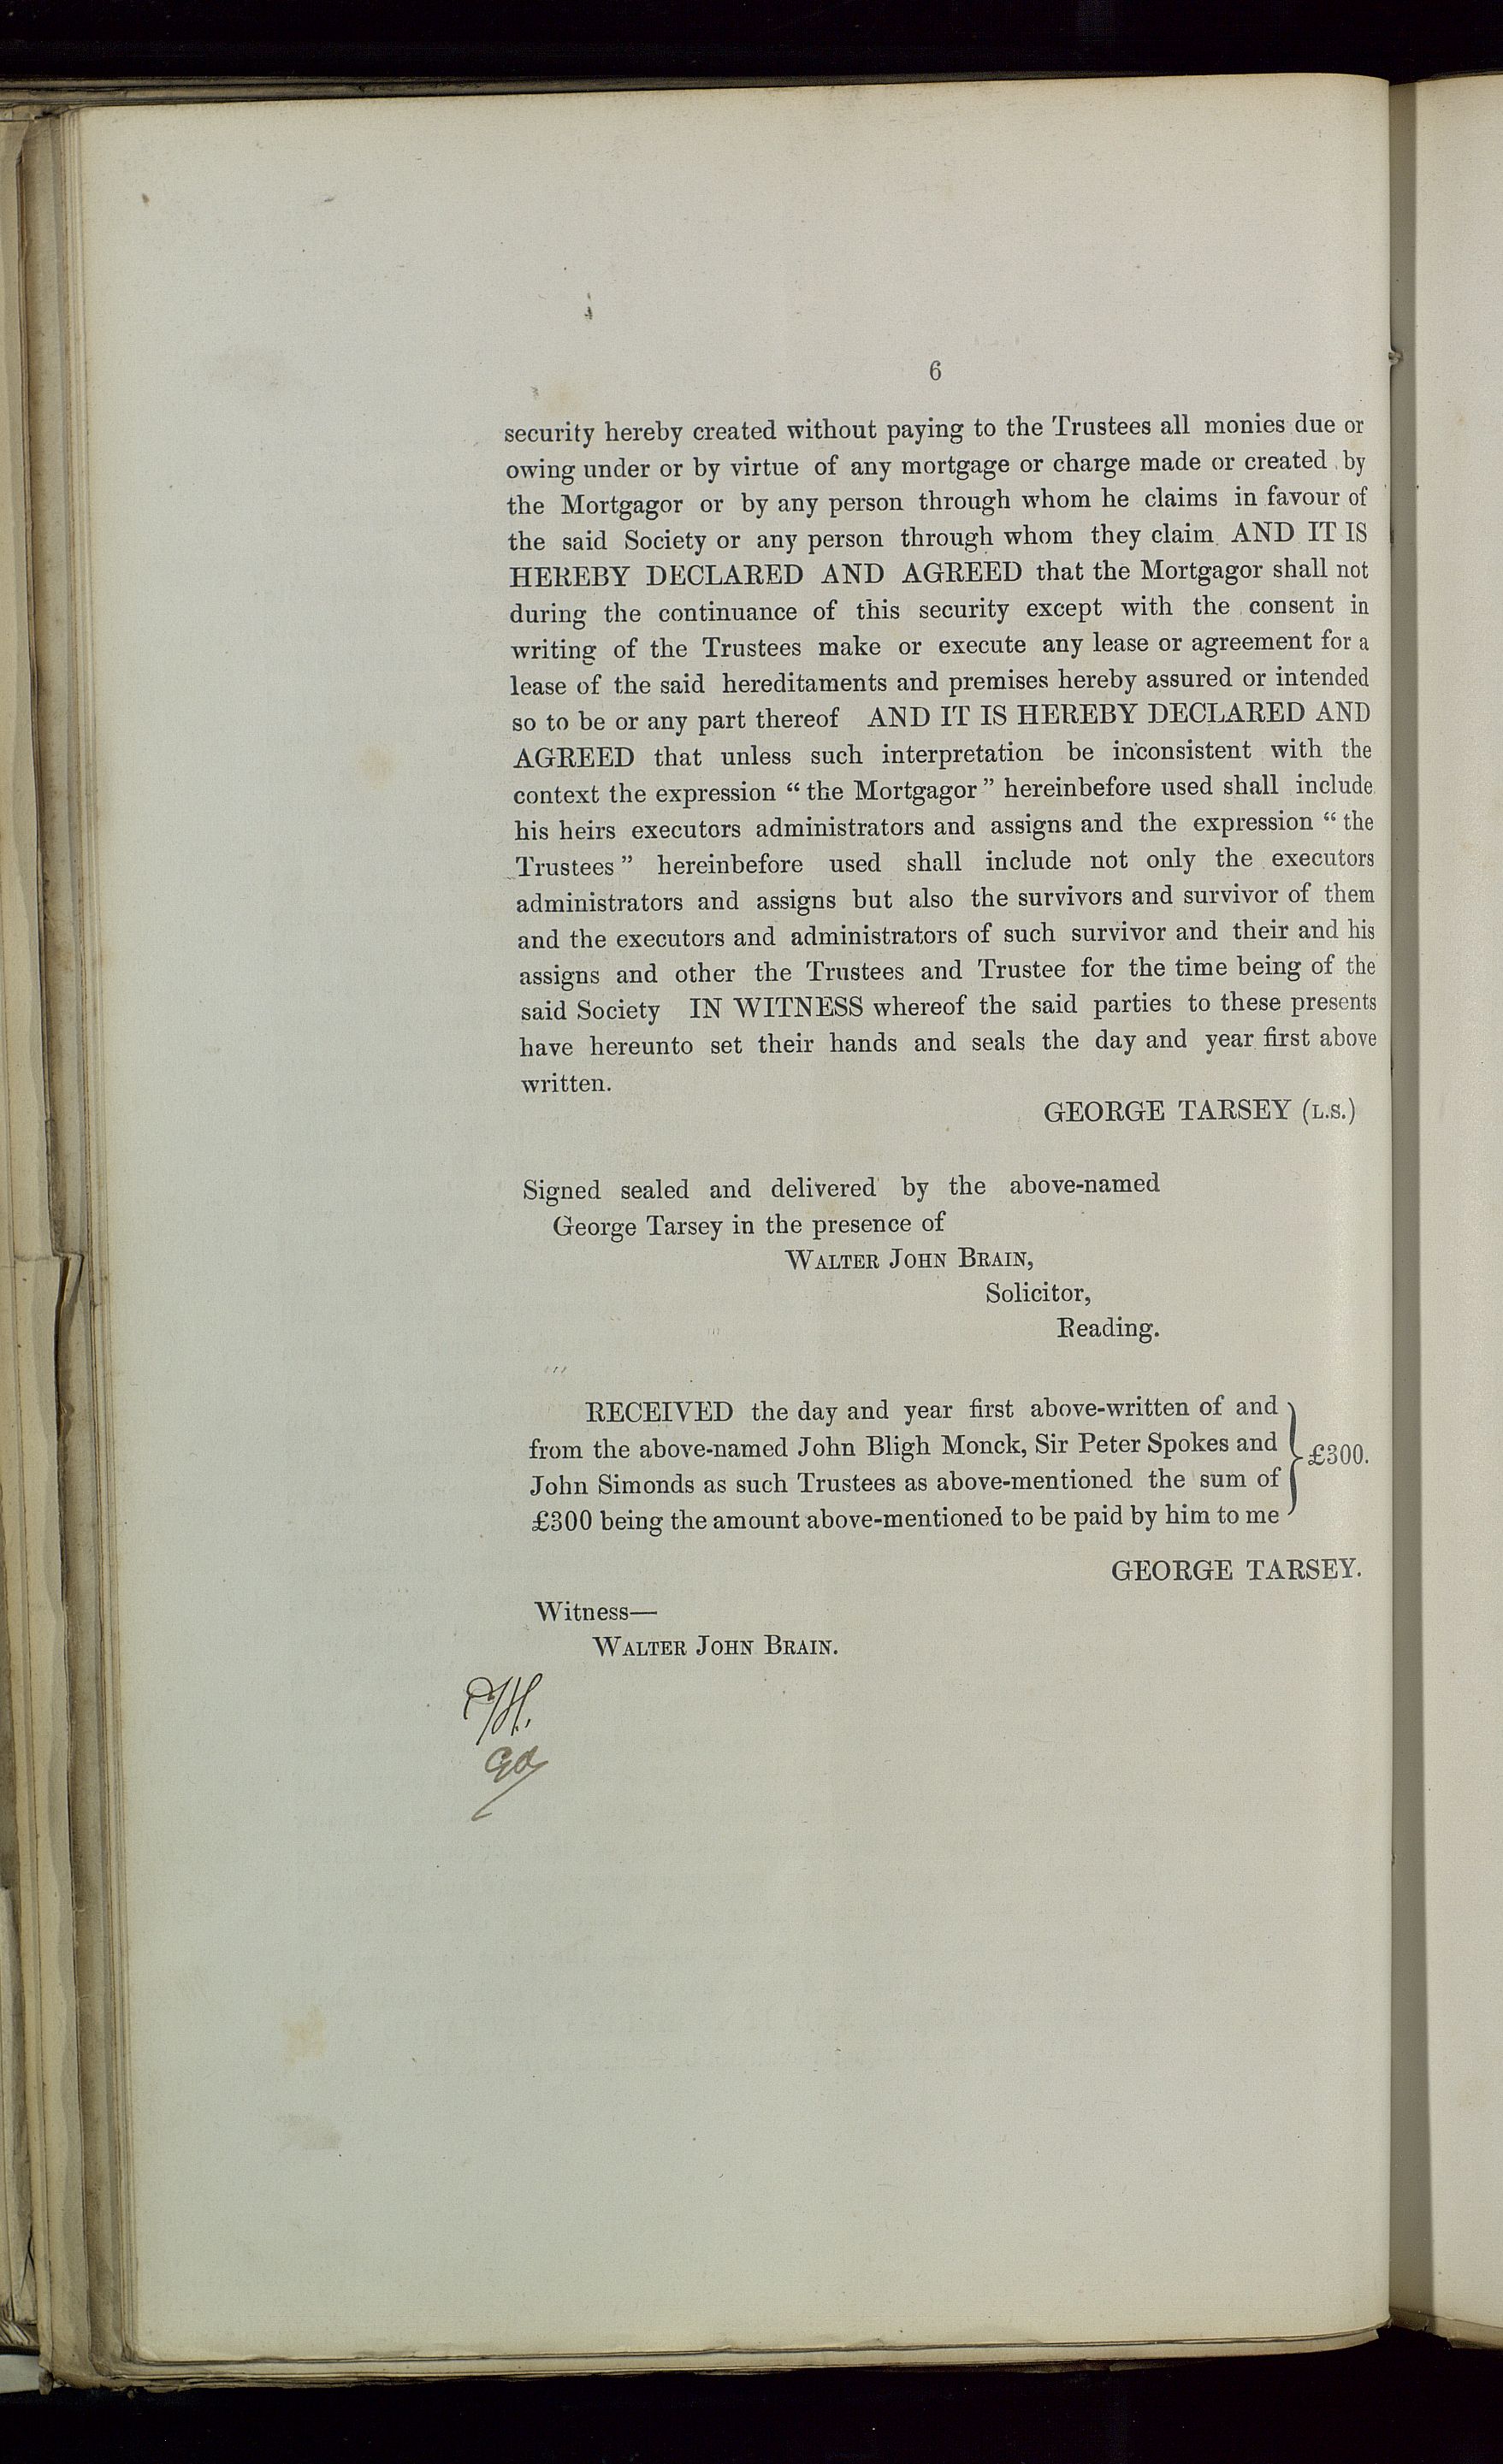 6
security hereby created without paying to the Trustees all monies due or
owing under or by virtue of any mortgage or charge made or created by
the Mortgagor or by any person through whom he claims in favour of
the said Society or any person through whom they claim AND IT IS
HEREBY DECLARED AND AGREED that the Mortgagor shall not
during the continuance of this security except with the consent in
writing of the Trustees make or execute any lease or agreement for a
lease of the said hereditaments and premises hereby assured or intended
so to be or any part thereof AND IT IS HEREBY DECLARED AND
AGREED that unless such interpretation be inconsistent with the
context the expression “the Mortgagor” hereinbefore used shall include
his heirs executors administrators and assigns and the expression “the
Trustees” hereinbefore used shall include not only the executors
administrators and assigns but also the survivors and survivor of them
and the executors and administrators of such survivor and their and his
assigns and other the Trustees and Trustee for the time being of the
said Society IN WITNESS whereof the said parties to these presents
have hereunto set their hands and seals the day and year first above
written.
GEORGE TARSEY (L.S.)
Signed sealed and delivered by the above-named
George Tarsey in the presence of
WALTER JOHN BRAIN,
Solicitor,
Reading.
RECEIVED the day and year first above-written of and
from the above-named John Bligh Monck, Sir Peter Spokes and
John Simonds as such Trustees as above-mentioned the sum of
£300 being the amount above-mentioned to be paid by him to me
£300.
GEORGE TARSEY.
Witness—
WALTER JOHN BRAIN.